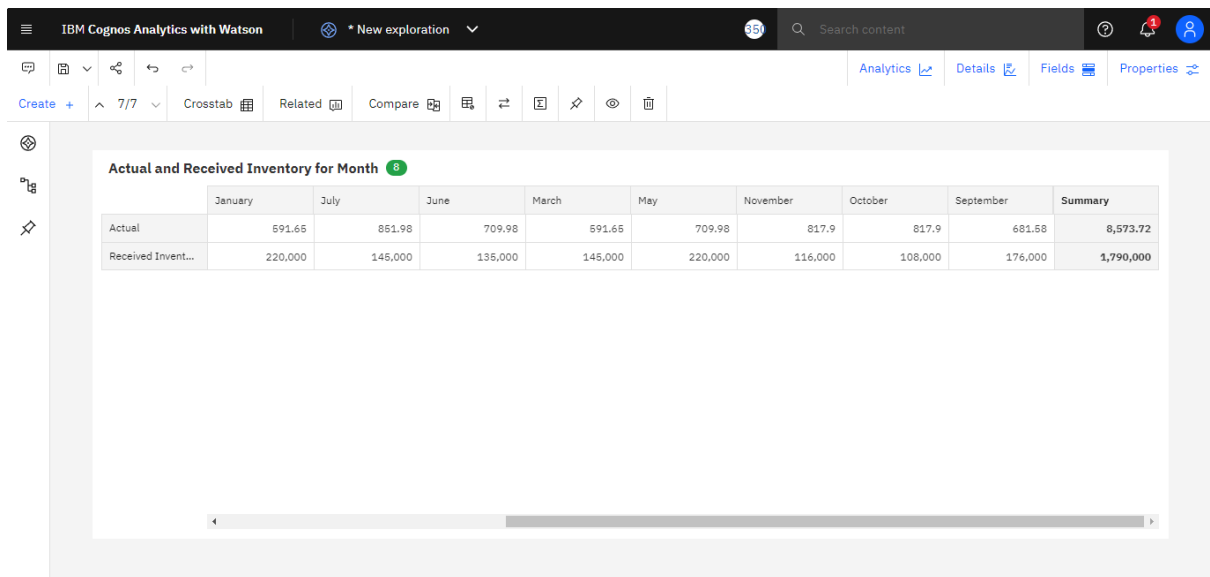 IBM Cognos Analytics with Watson * New exploration 350 Search content 1
Analytics Details Fields Properties
Create + 7/7 Crosstab Related Compare
Actual and Received Inventory for Month 8
January July June March May November October September Summary
Actual 591.65 851.98 709.98 591.65 709.98 817.9 817.9 681.58 8,573.72
Received Invent... 220,000 145,000 135,000 145,000 220,000 116,000 108,000 176,000 1,790,000